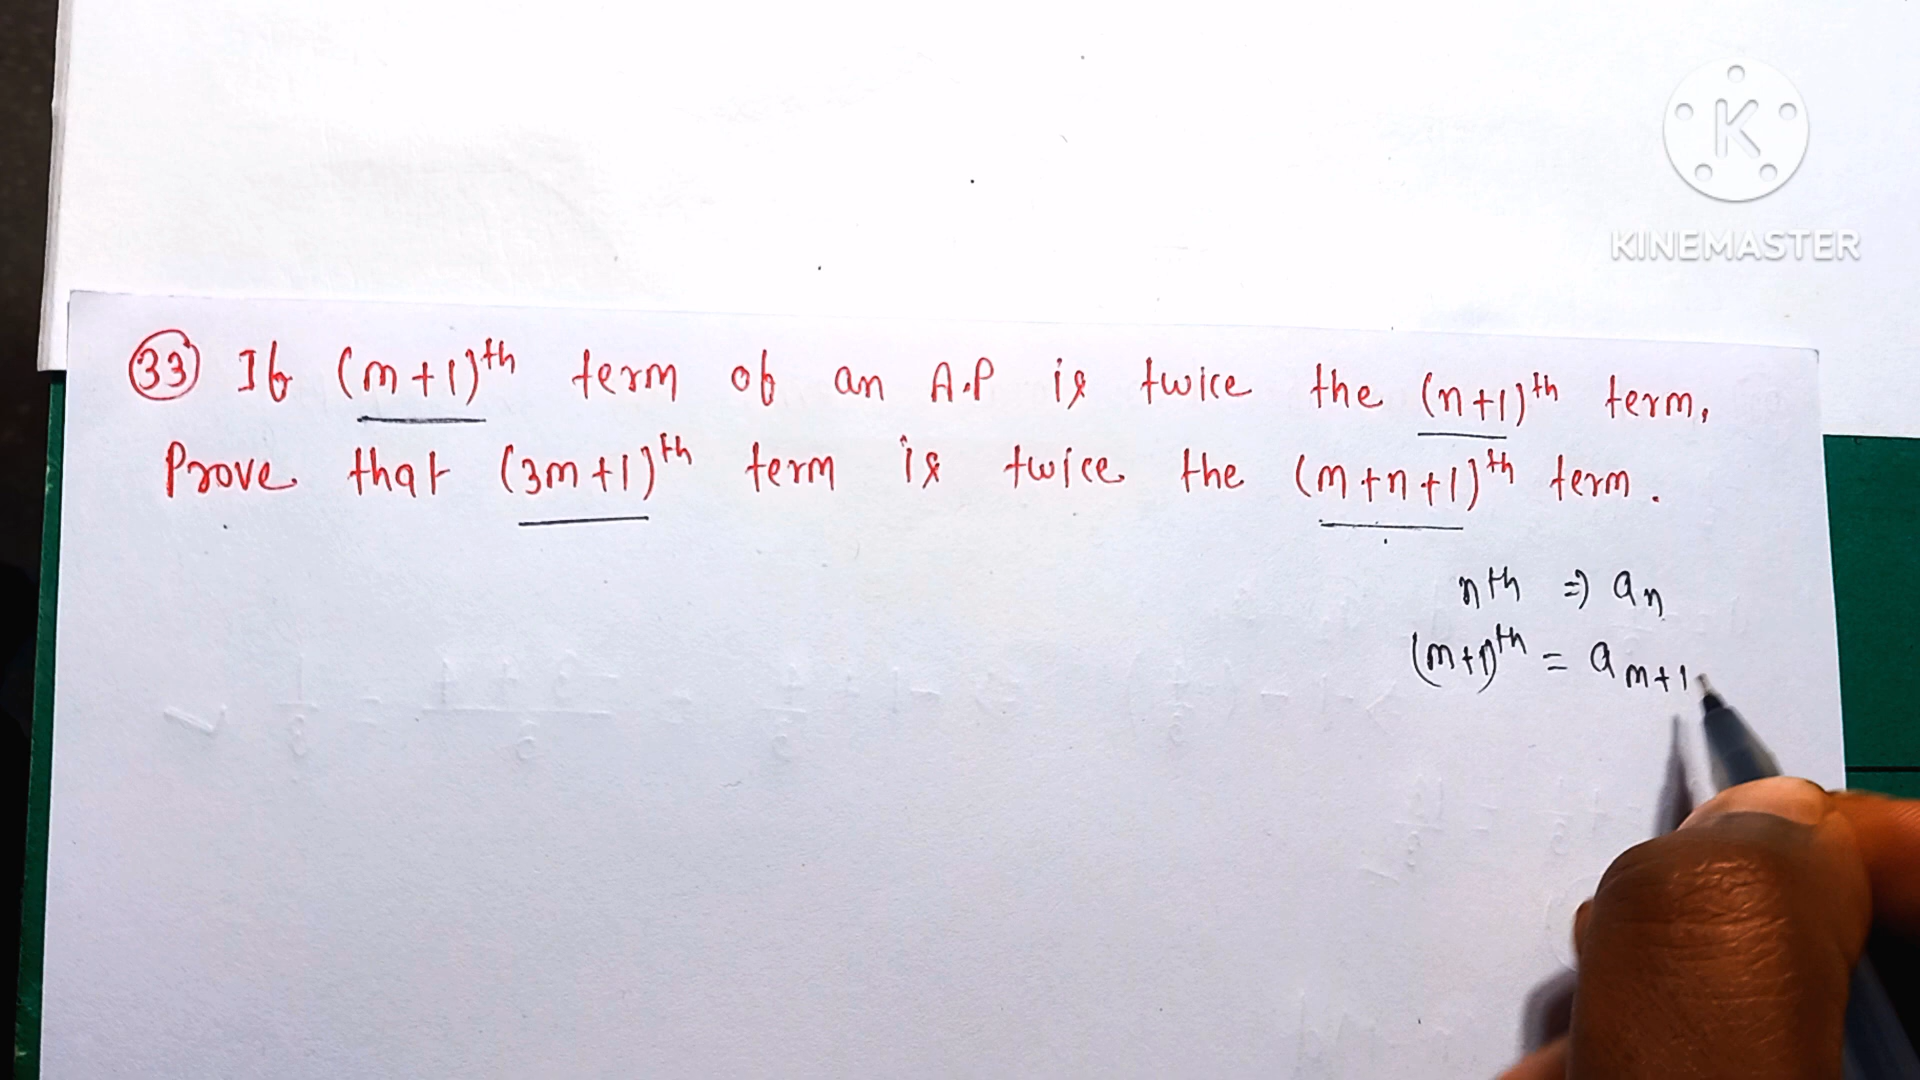 K
KINEMASTER
33 If (m+1)th term of an A.P is twice the (n+1)th term,
Prove that (3m+1)th term is twice the (m+n+1)th term.
nth ⇒ an
(m+1)th = am+1